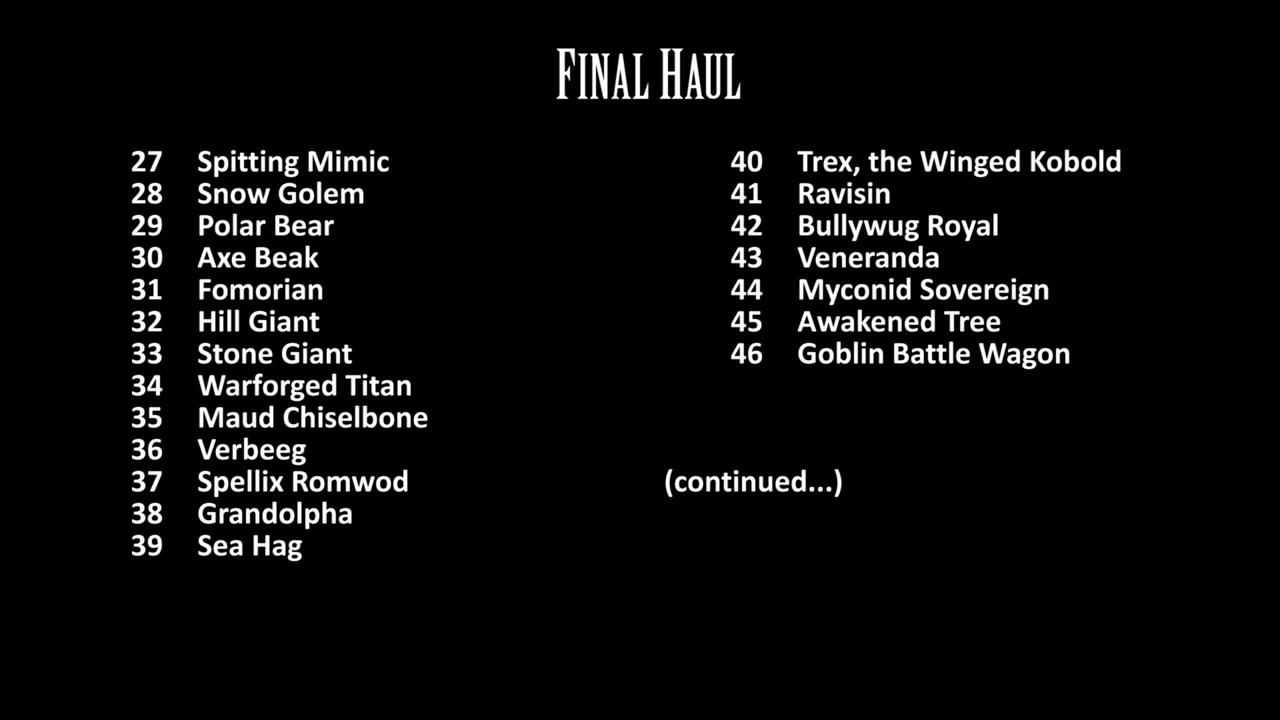 Final Haul
27 Spitting Mimic
28 Snow Golem
29 Polar Bear
30 Axe Beak
31 Fomorian
32 Hill Giant
33 Stone Giant
34 Warforged Titan
35 Maud Chiselbone
36 Verbeeg
37 Spellix Romwod
38 Grandolpha
39 Sea Hag
40 Trex, the Winged Kobold
41 Ravisin
42 Bullywug Royal
43 Veneranda
44 Myconid Sovereign
45 Awakened Tree
46 Goblin Battle Wagon
(continued...)